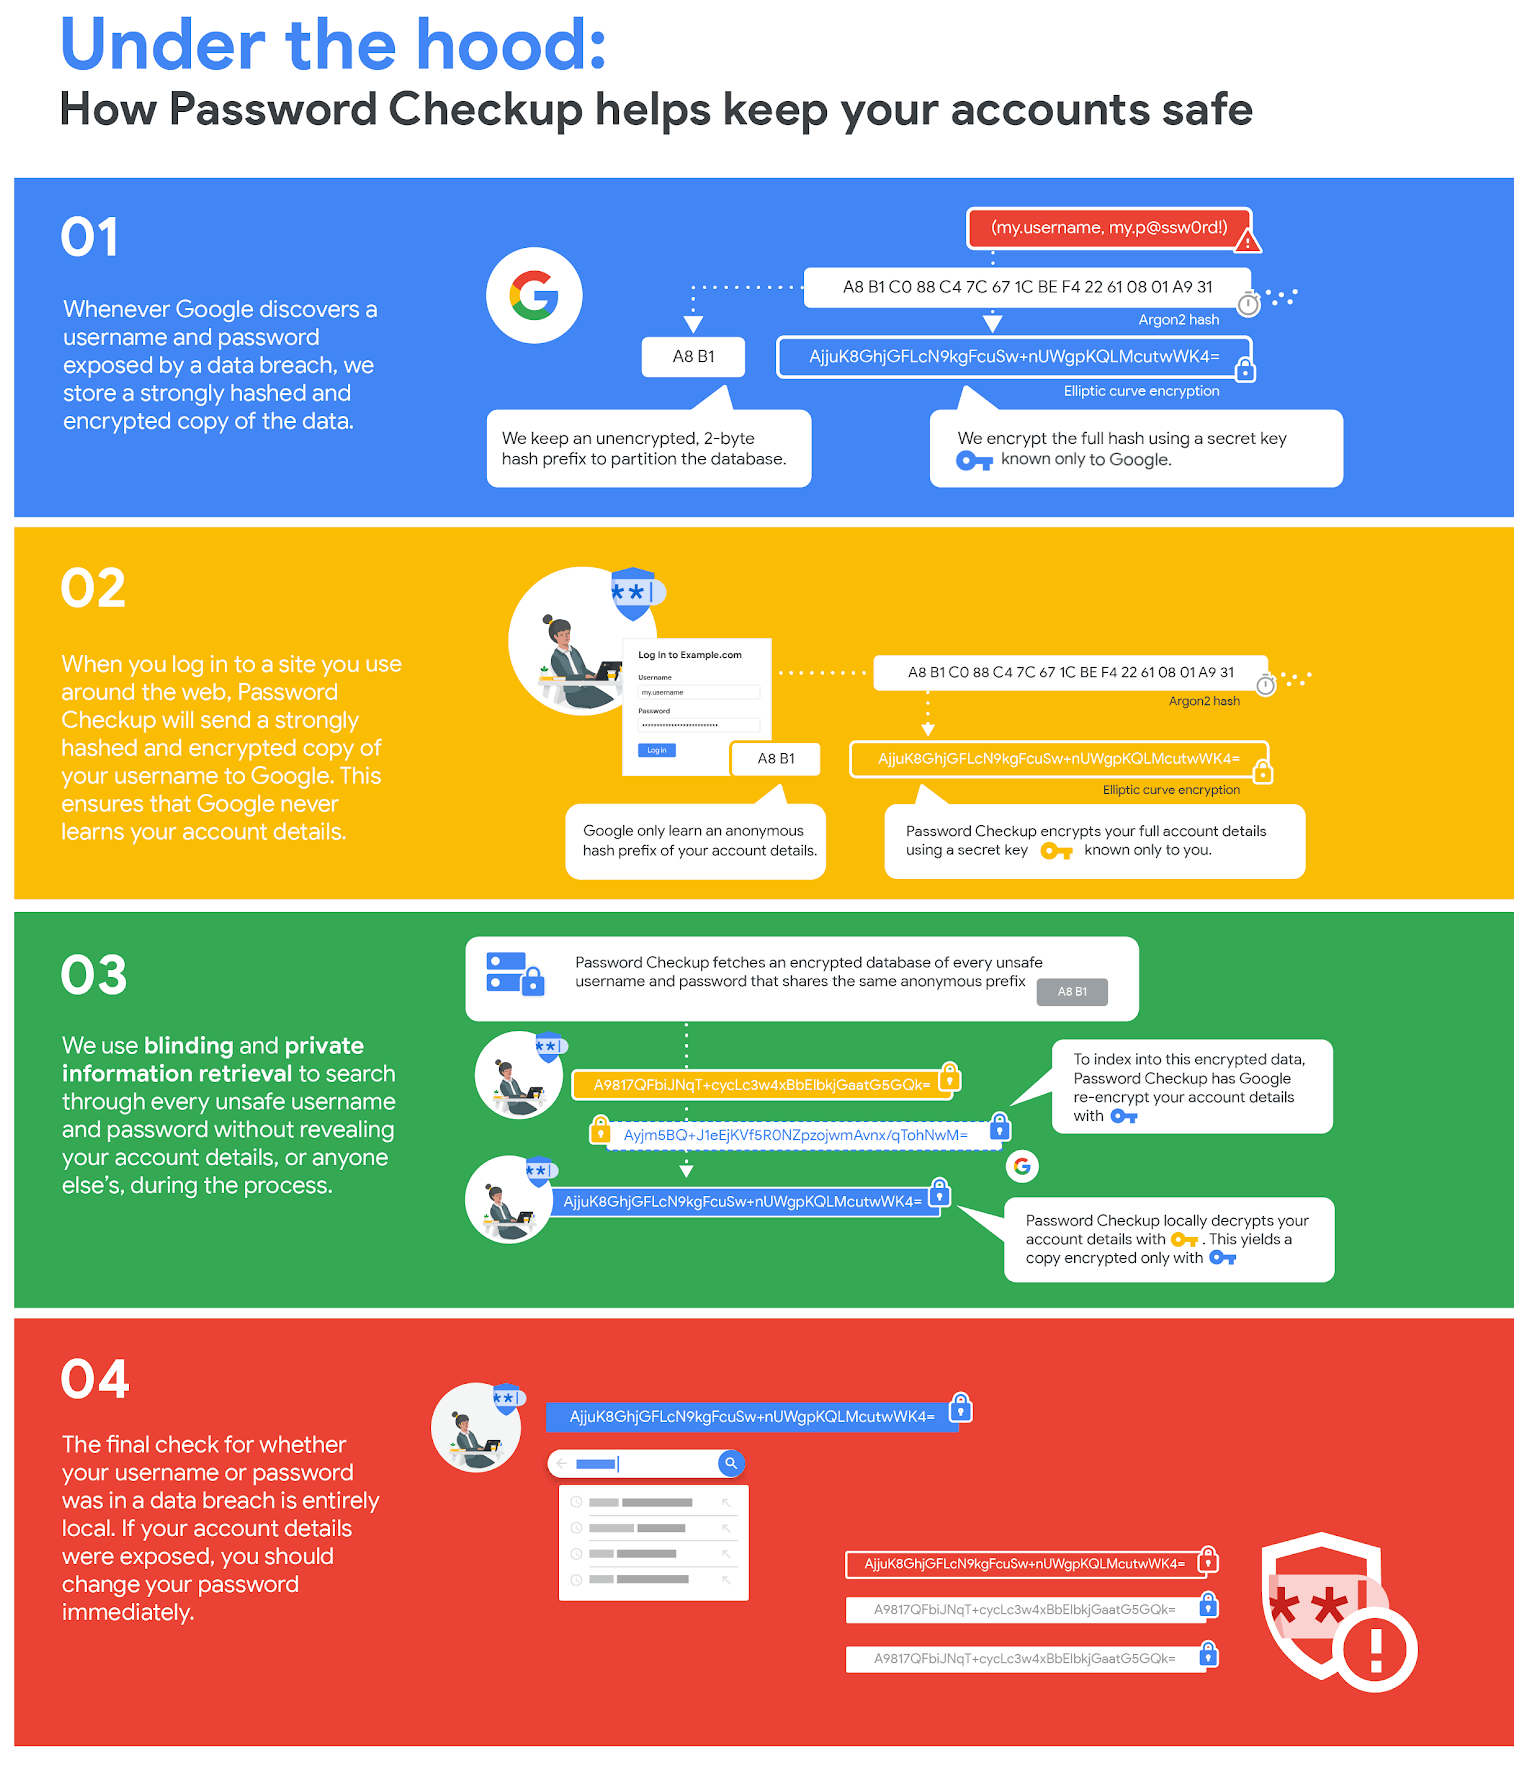 Under the hood:
How Password Checkup helps keep your accounts safe
01
Whenever Google discovers a
username and password
exposed by a data breach, we
store a strongly hashed and
encrypted copy of the data.
(my.username, my.p@ssw0rd!)
A8 B1 C0 88 C4 7C 67 1C BE F4 22 61 08 01 A9 31
Argon2 hash
A8 B1
AjjuK8GhjGFLcN9kgFcuSw+nUWgpKQLMcutwWK4=
Elliptic curve encryption
We keep an unencrypted, 2-byte
hash prefix to partition the database.
We encrypt the full hash using a secret key
known only to Google.
02
When you log in to a site you use
around the web, Password
Checkup will send a strongly
hashed and encrypted copy of
your username to Google. This
ensures that Google never
learns your account details.
**
Log In to Example.com
Username
my.username
Password
************************
Log in
A8 B1
A8 B1 C0 88 C4 7C 67 1C BE F4 22 61 08 01 A9 31
Argon2 hash
AjjuK8GhjGFLcN9kgFcuSw+nUWgpKQLMcutwWK4=
Elliptic curve encryption
Google only learn an anonymous
hash prefix of your account details.
Password Checkup encrypts your full account details
using a secret key known only to you.
03
We use blinding and private
information retrieval to search
through every unsafe username
and password without revealing
your account details, or anyone
else's, during the process.
Password Checkup fetches an encrypted database of every unsafe
username and password that shares the same anonymous prefix
A8 B1
**
A9817QFbiJNqT+cycLc3w4xBbElbkjGaatG5GQk=
Ayjm5BQ+J1eEjKVf5R0NZpzojwmAvnx/qTohNwM=
To index into this encrypted data,
Password Checkup has Google
re-encrypt your account details
with
**
AjjuK8GhjGFLcN9kgFcuSw+nUWgpKQLMcutwWK4=
Password Checkup locally decrypts your
account details with . This yields a
copy encrypted only with
04
The final check for whether
your username or password
was in a data breach is entirely
local. If your account details
were exposed, you should
change your password
immediately.
**
AjjuK8GhjGFLcN9kgFcuSw+nUWgpKQLMcutwWK4=
AjjuK8GhjGFLcN9kgFcuSw+nUWgpKQLMcutwWK4=
A9817QFbiJNqT+cycLc3w4xBbElbkjGaatG5GQk=
A9817QFbiJNqT+cycLc3w4xBbElbkjGaatG5GQk=
**